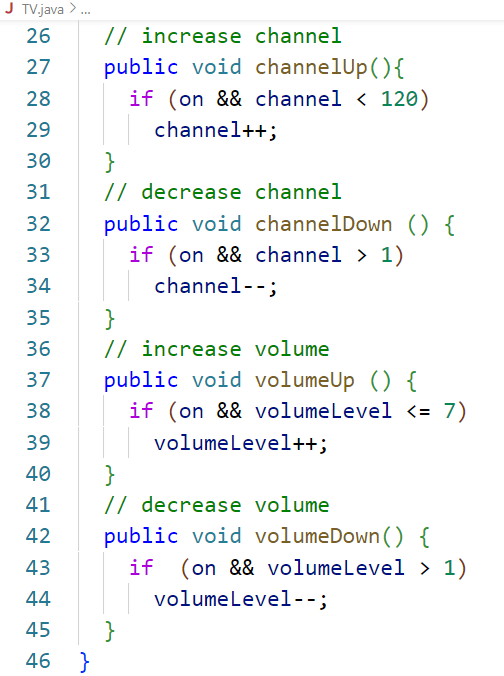 J TV.java > ...
26 // increase channel
27 public void channelUp(){
28 if (on && channel < 120)
29 channel++;
30 }
31 // decrease channel
32 public void channelDown () {
33 if (on && channel > 1)
34 channel--;
35 }
36 // increase volume
37 public void volumeUp () {
38 if (on && volumeLevel <= 7)
39 volumeLevel++;
40 }
41 // decrease volume
42 public void volumeDown() {
43 if  (on && volumeLevel > 1)
44 volumeLevel--;
45 }
46 }